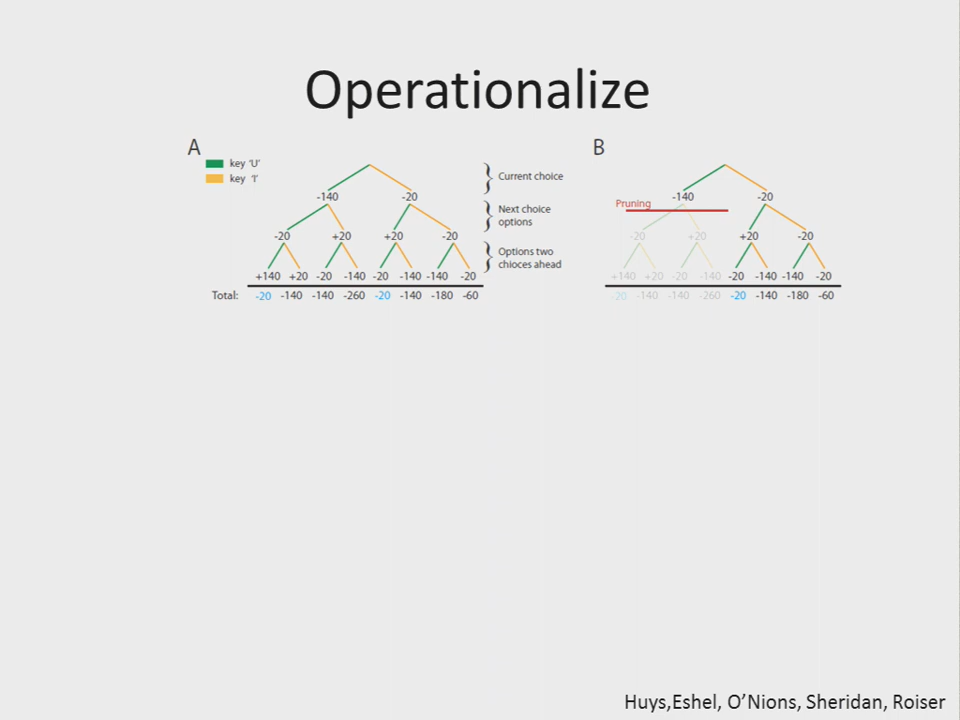 Operationalize
A
key 'U'
key 'I'
-140 -20
-20 +20 +20 -20
+140 +20 -20 -140 -20 -140 -140 -20
Total: -20 -140 -140 -260 -20 -140 -180 -60
Current choice
Next choice
options
Options two
chioces ahead
B
-140 -20
Pruning
-20 +20 +20 -20
+140 +20 -20 -140 -20 -140 -140 -20
-20 -140 -140 -260 -20 -140 -180 -60
Huys,Eshel, O’Nions, Sheridan, Roiser